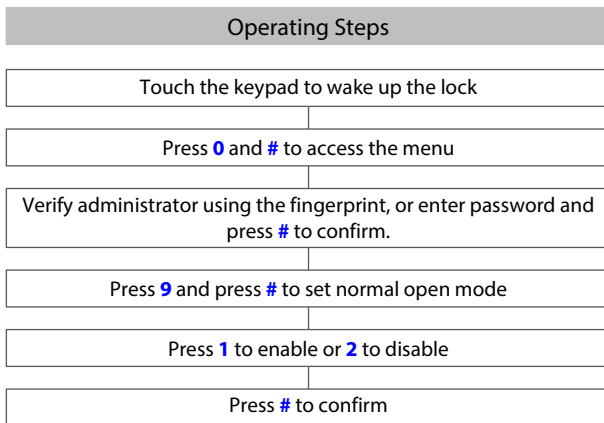 Operating Steps
Touch the keypad to wake up the lock
Press 0 and # to access the menu
Verify administrator using the fingerprint, or enter password and
press # to confirm.
Press 9 and press # to set normal open mode
Press 1 to enable or 2 to disable
Press # to confirm